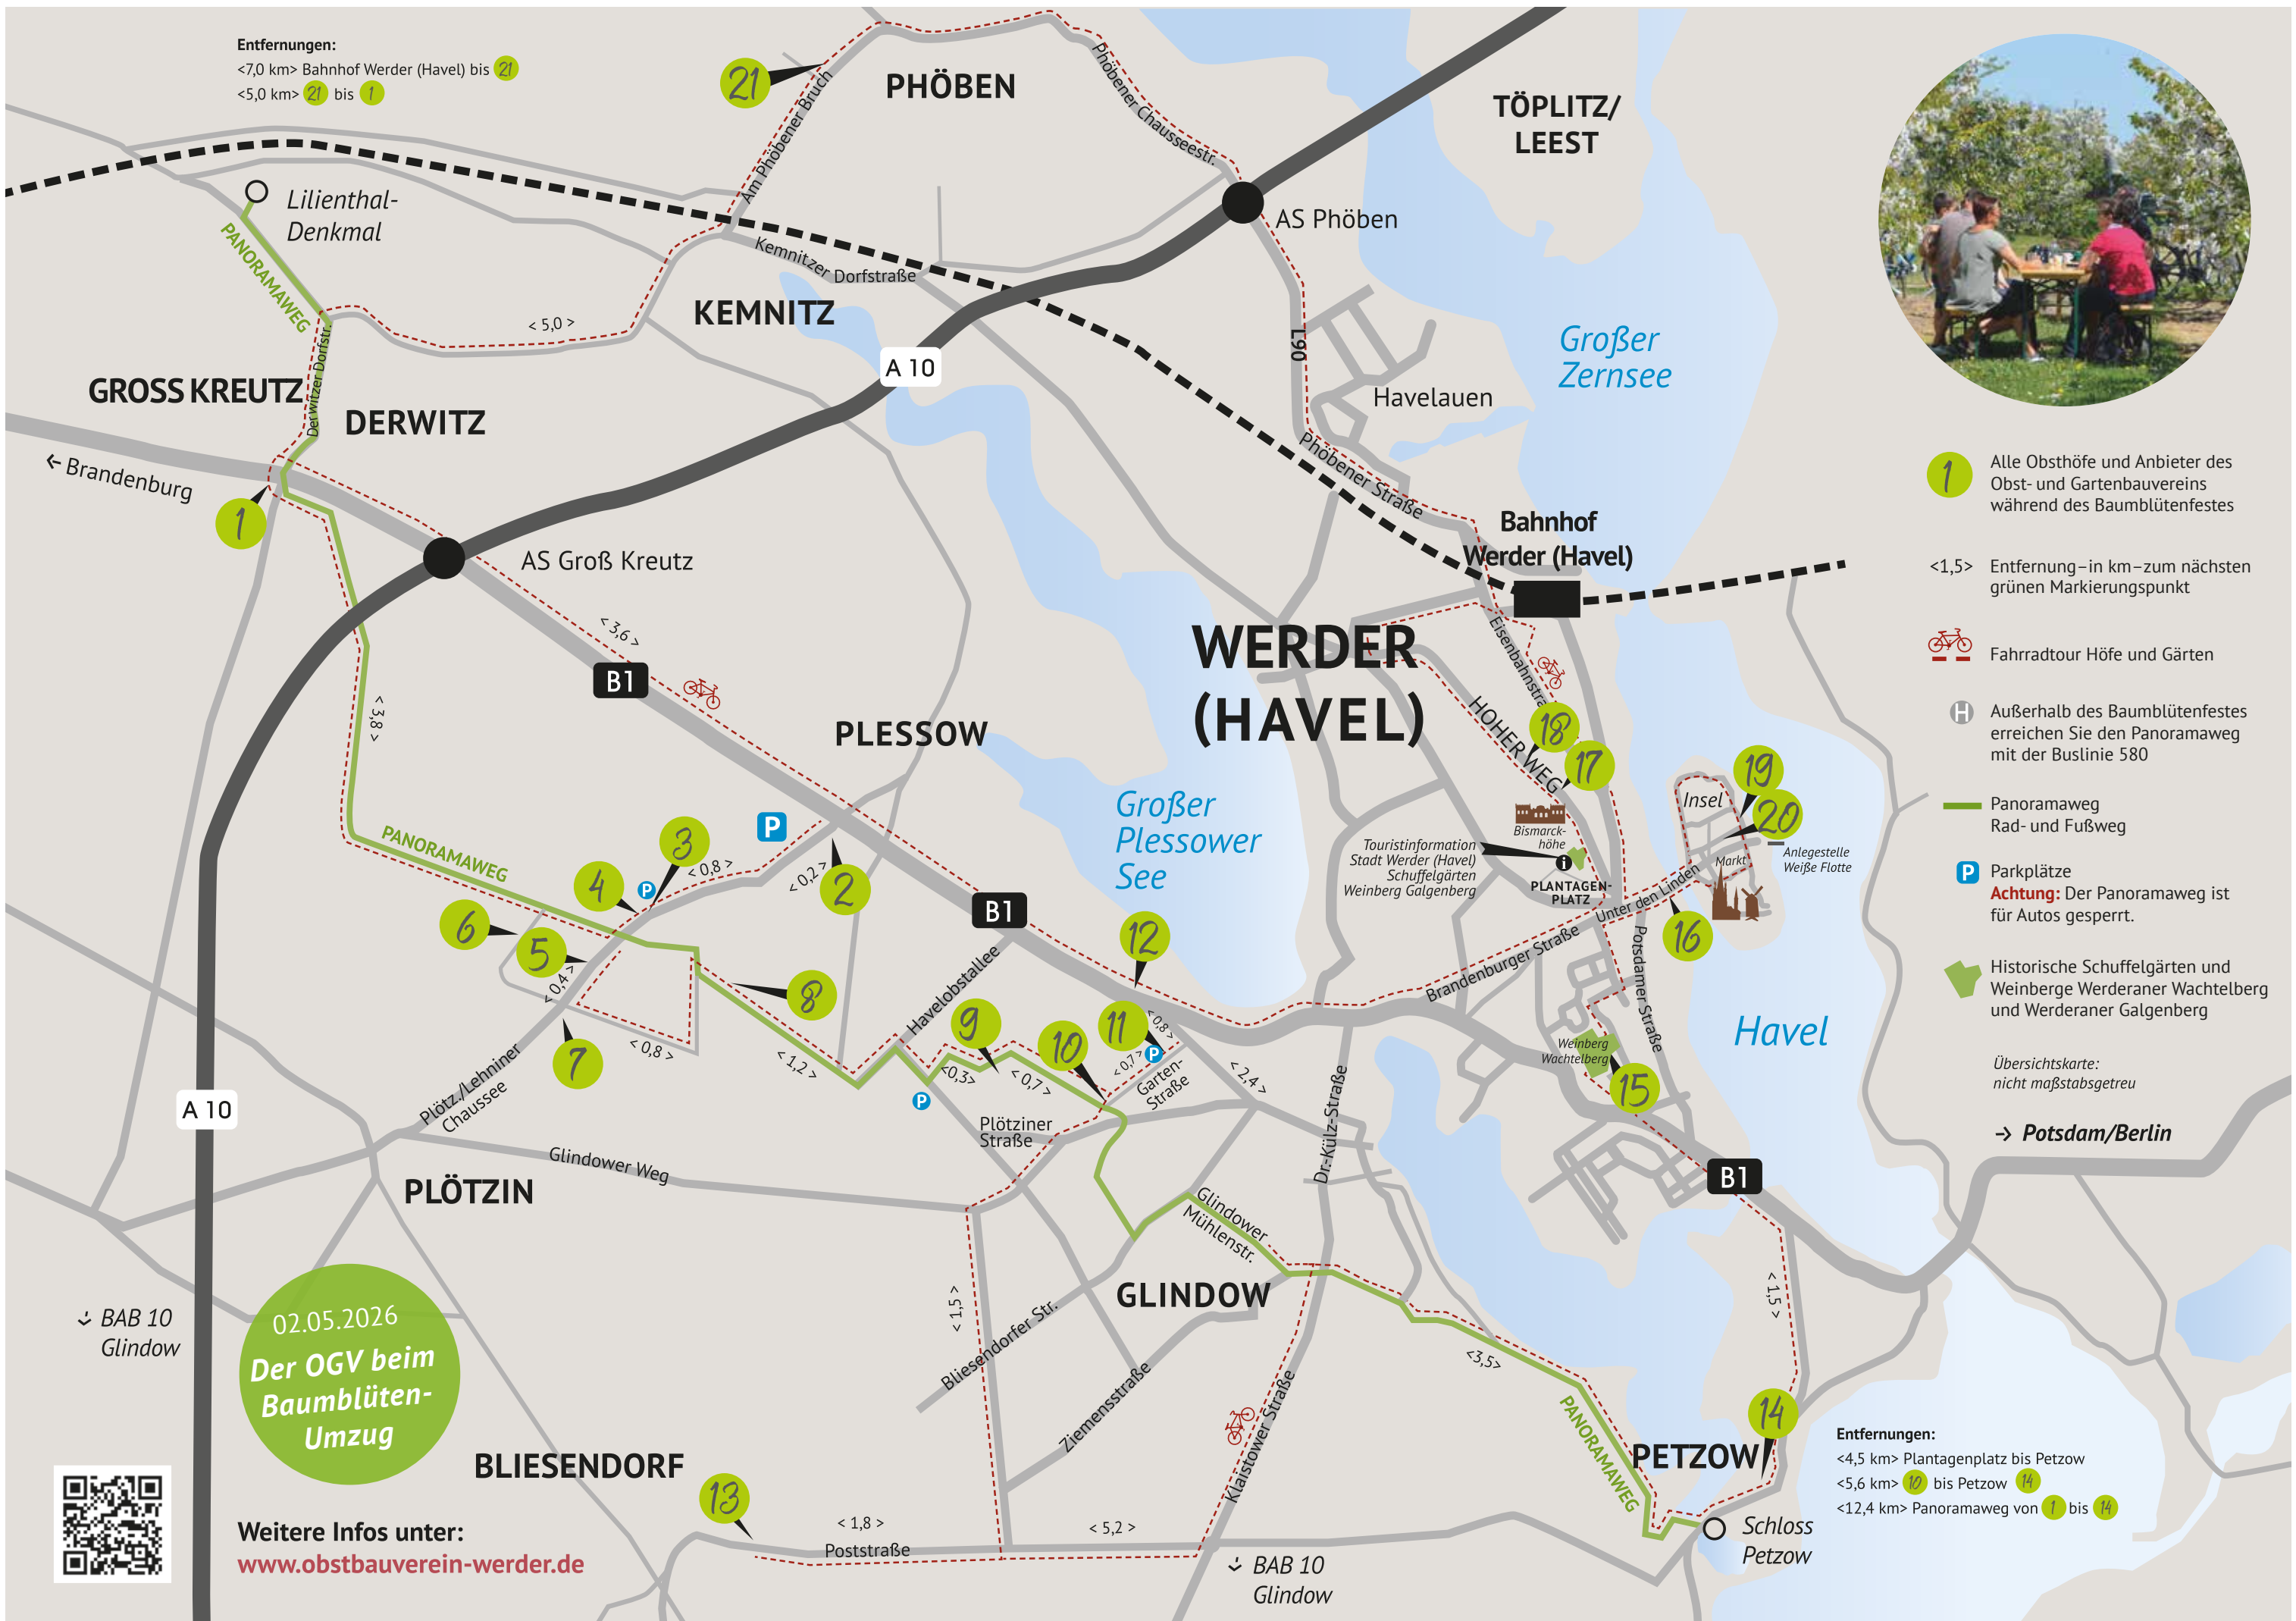 Entfernungen:
<7,0 km> Bahnhof Werder (Havel) bis 21
<5,0 km> 21 bis 1
21
PHÖBEN
Am Phöbener Bruch
Phöbener Chausseestr.
TÖPLITZ/
LEEST
Lilienthal-
Denkmal
PANORAMAWEG
AS Phöben
Kemnitzer Dorfstraße
KEMNITZ
< 5,0 >
A 10
L90
Großer
Zernsee
Havelauen
GROSS KREUTZ
Derwitzer Dorfstr.
DERWITZ
← Brandenburg
1
AS Groß Kreutz
Phöbener Straße
Bahnhof
Werder (Havel)
1
Alle Obsthöfe und Anbieter des
Obst- und Gartenbauvereins
während des Baumblütenfestes
<1,5>
Entfernung–in km–zum nächsten
grünen Markierungspunkt
Fahrradtour Höfe und Gärten
H
Außerhalb des Baumblütenfestes
erreichen Sie den Panoramaweg
mit der Buslinie 580
Panoramaweg
Rad- und Fußweg
P
Parkplätze
Achtung: Der Panoramaweg ist
für Autos gesperrt.
Historische Schuffelgärten und
Weinberge Werderaner Wachtelberg
und Werderaner Galgenberg
Übersichtskarte:
nicht maßstabsgetreu
→ Potsdam/Berlin
< 3,6 >
B1
< 3,8 >
PLESSOW
WERDER
(HAVEL)
Eisenbahnstra
HOHER WEG
18
17
19
20
Insel
Markt
Anlegestelle
Weiße Flotte
Bismarck-
höhe
Touristinformation
Stadt Werder (Havel)
Schuffelgärten
Weinberg Galgenberg
i
PLANTAGEN-
PLATZ
Unter den Linden
16
Großer
Plessower
See
PANORAMAWEG
P
3
< 0,8 >
4
P
< 0,2 >
2
6
5
< 0,4 >
8
7
< 0,8 >
B1
12
Havelobstallee
9
10
11
< 0,8 >
P
< 0,7 >
Garten-
Straße
< 1,2 >
<0,3>
< 0,7 >
P
< 2,4 >
Brandenburger Straße
Potsdamer Straße
Weinberg
Wachtelberg
15
Havel
Plötz./Lehniner
Chaussee
Plötziner
Straße
Dr.-Külz-Straße
A 10
PLÖTZIN
Glindower Weg
Glindower
Mühlenstr.
B1
GLINDOW
< 1,5 >
< 1,5 >
Bliesendorfer Str.
Ziemensstraße
Klaistower Straße
<3,5>
PANORAMAWEG
PETZOW
14
Schloss
Petzow
BAB 10
Glindow
02.05.2026
Der OGV beim
Baumblüten-
Umzug
BLIESENDORF
13
< 1,8 >
Poststraße
< 5,2 >
BAB 10
Glindow
Weitere Infos unter:
www.obstbauverein-werder.de
Entfernungen:
<4,5 km> Plantagenplatz bis Petzow
<5,6 km> 10 bis Petzow 14
<12,4 km> Panoramaweg von 1 bis 14